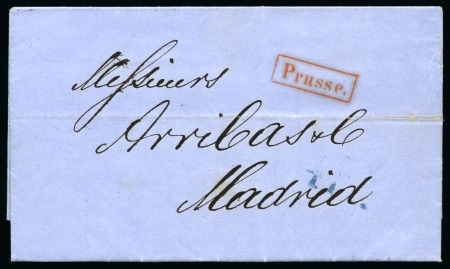 Messieurs
Prusse.
Arribas & C
Madrid